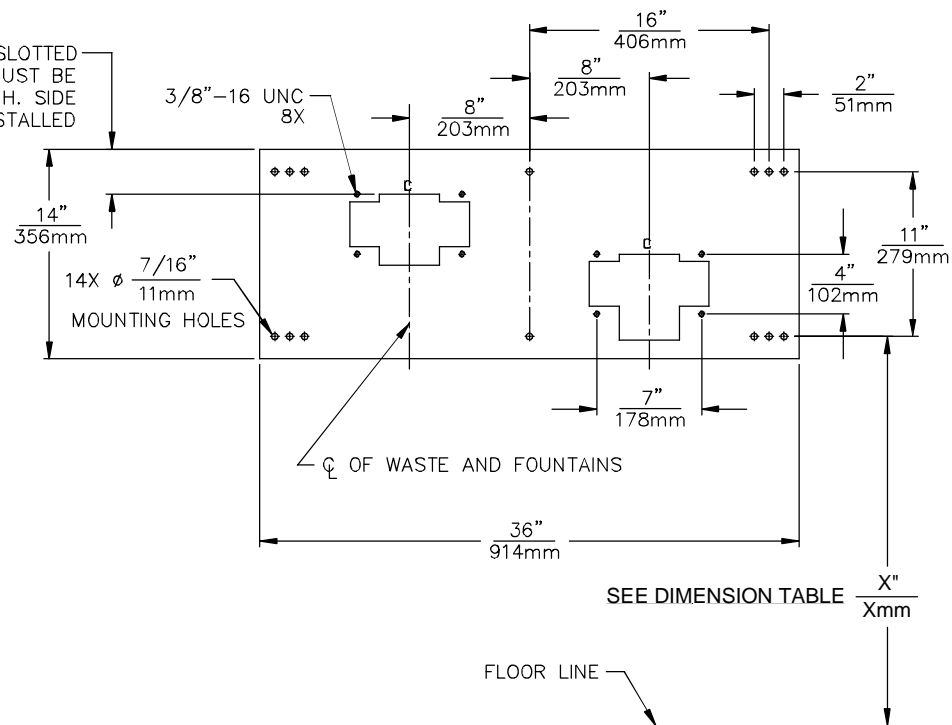 SLOTTED
UST BE
H. SIDE
STALLED
3/8"-16 UNC
8X
16"
406mm
8"
203mm
8"
203mm
2"
51mm
14"
356mm
14X ø 7/16"
11mm
MOUNTING HOLES
11"
279mm
4"
102mm
7"
178mm
℄ OF WASTE AND FOUNTAINS
36"
914mm
SEE DIMENSION TABLE X"
Xmm
FLOOR LINE